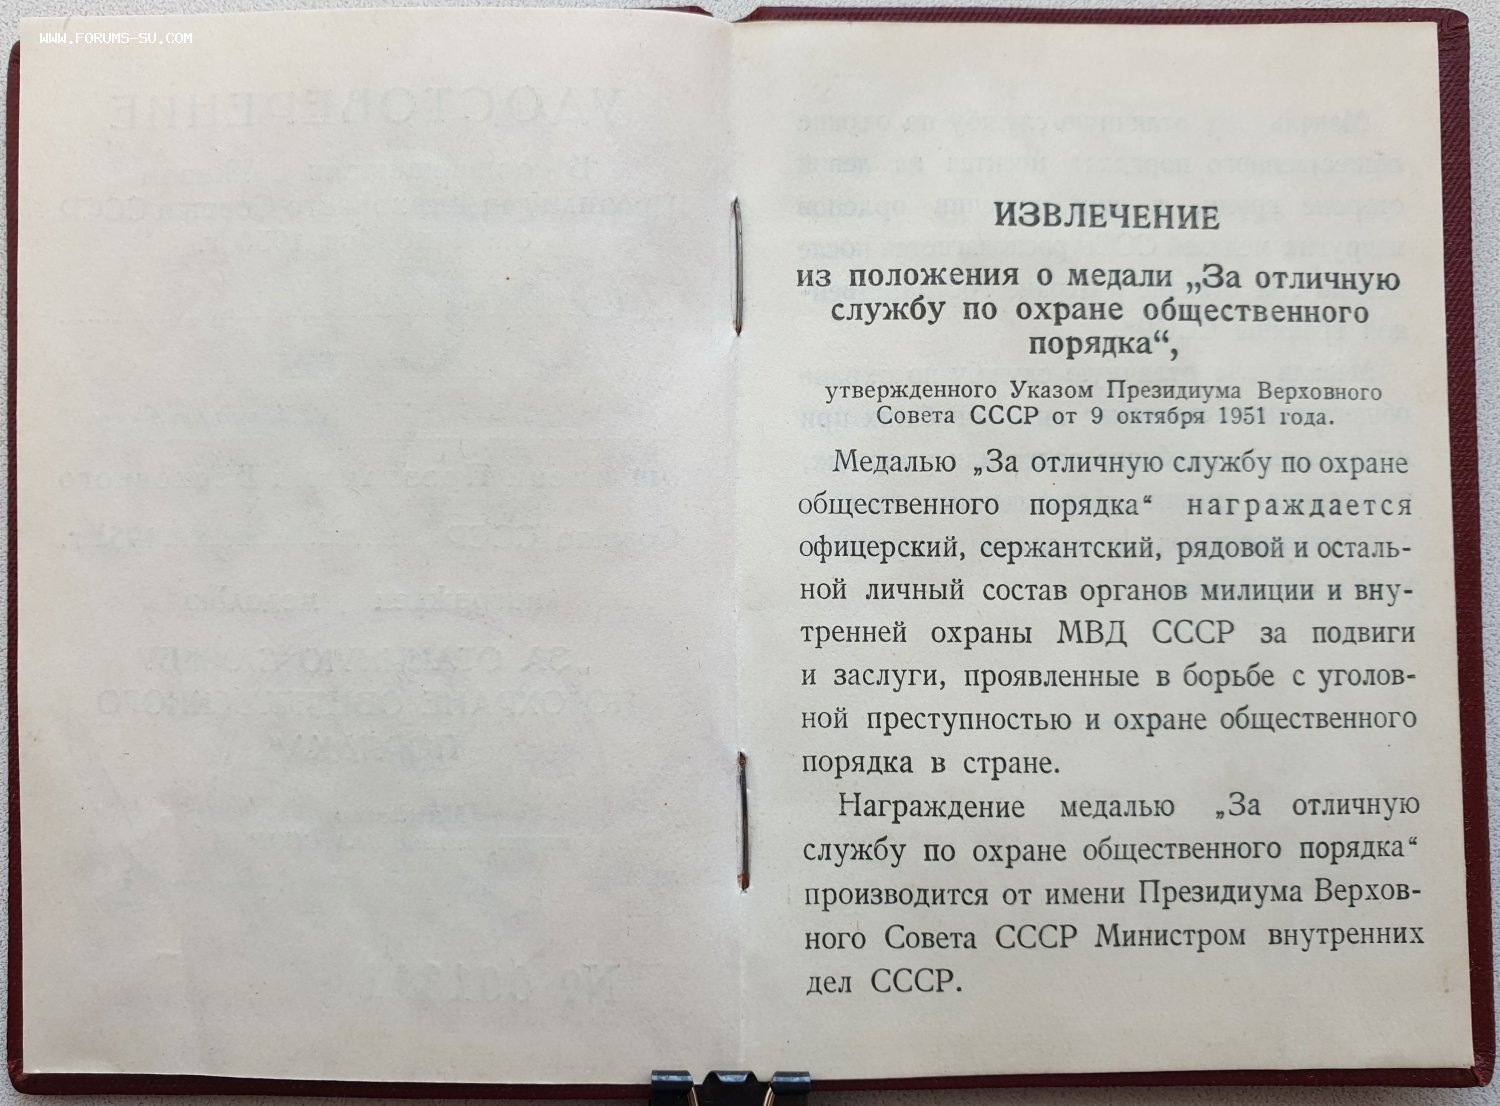 WWW.FORUMS-SU.COM
УДОСТОВЕРЕНИЕ
ИЗВЛЕЧЕНИЕ
из положения о медали „За отличную
службу по охране общественного
порядка“,
утвержденного Указом Президиума Верховного
Совета СССР от 9 октября 1951 года.
Медалью „За отличную службу по охране
общественного порядка“ награждается
офицерский, сержантский, рядовой и осталь-
ной личный состав органов милиции и вну-
тренней охраны МВД СССР за подвиги
и заслуги, проявленные в борьбе с уголов-
ной преступностью и охране общественного
порядка в стране.
Награждение медалью „За отличную
службу по охране общественного порядка“
производится от имени Президиума Верхов-
ного Совета СССР Министром внутренних
дел СССР.